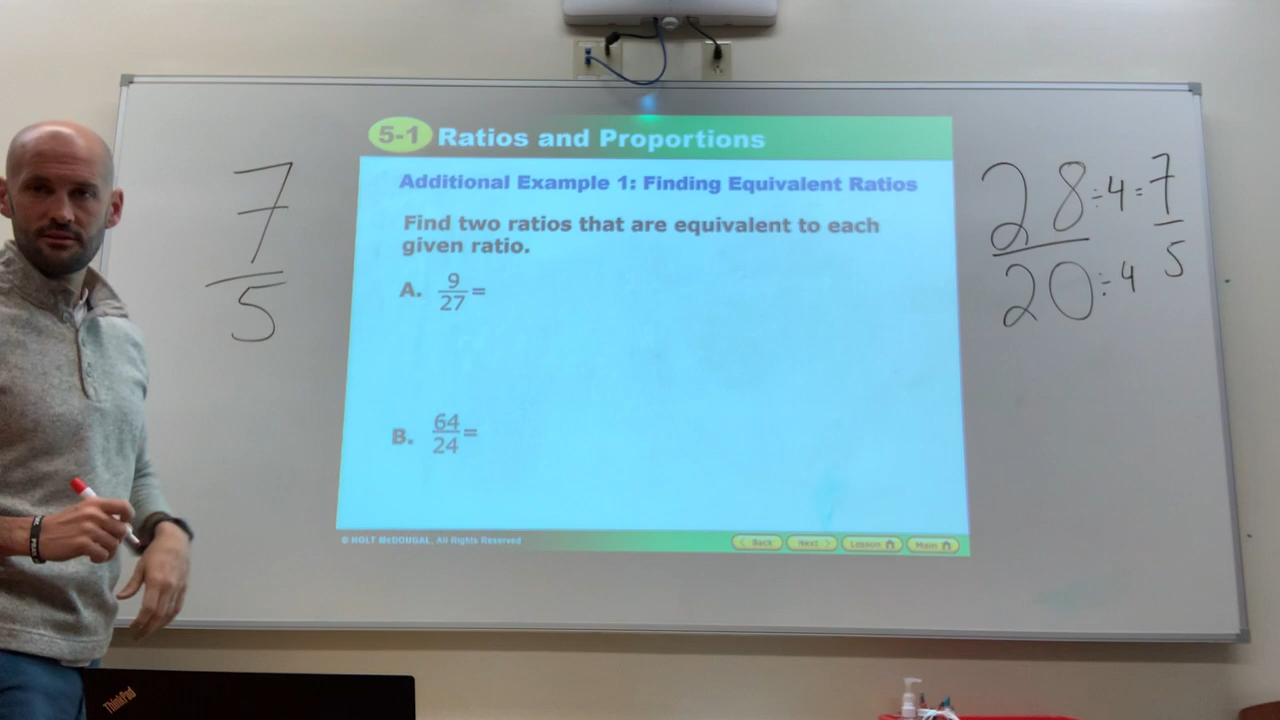 7
5
5-1 Ratios and Proportions
Additional Example 1: Finding Equivalent Ratios
Find two ratios that are equivalent to each
given ratio.
A. 9/27 =
B. 64/24 =
© HOLT McDOUGAL, All Rights Reserved
< Back Next > Lesson Main
28 ÷4 = 7
20 ÷4 5
ThinkPad